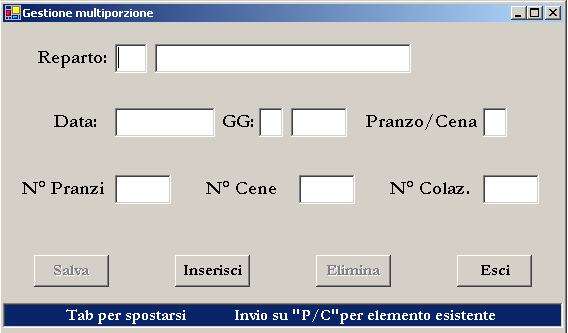 Gestione multiporzione
Reparto:
Data: GG: Pranzo/Cena
N° Pranzi N° Cene N° Colaz.
Salva Inserisci Elimina Esci
Tab per spostarsi Invio su "P/C"per elemento esistente